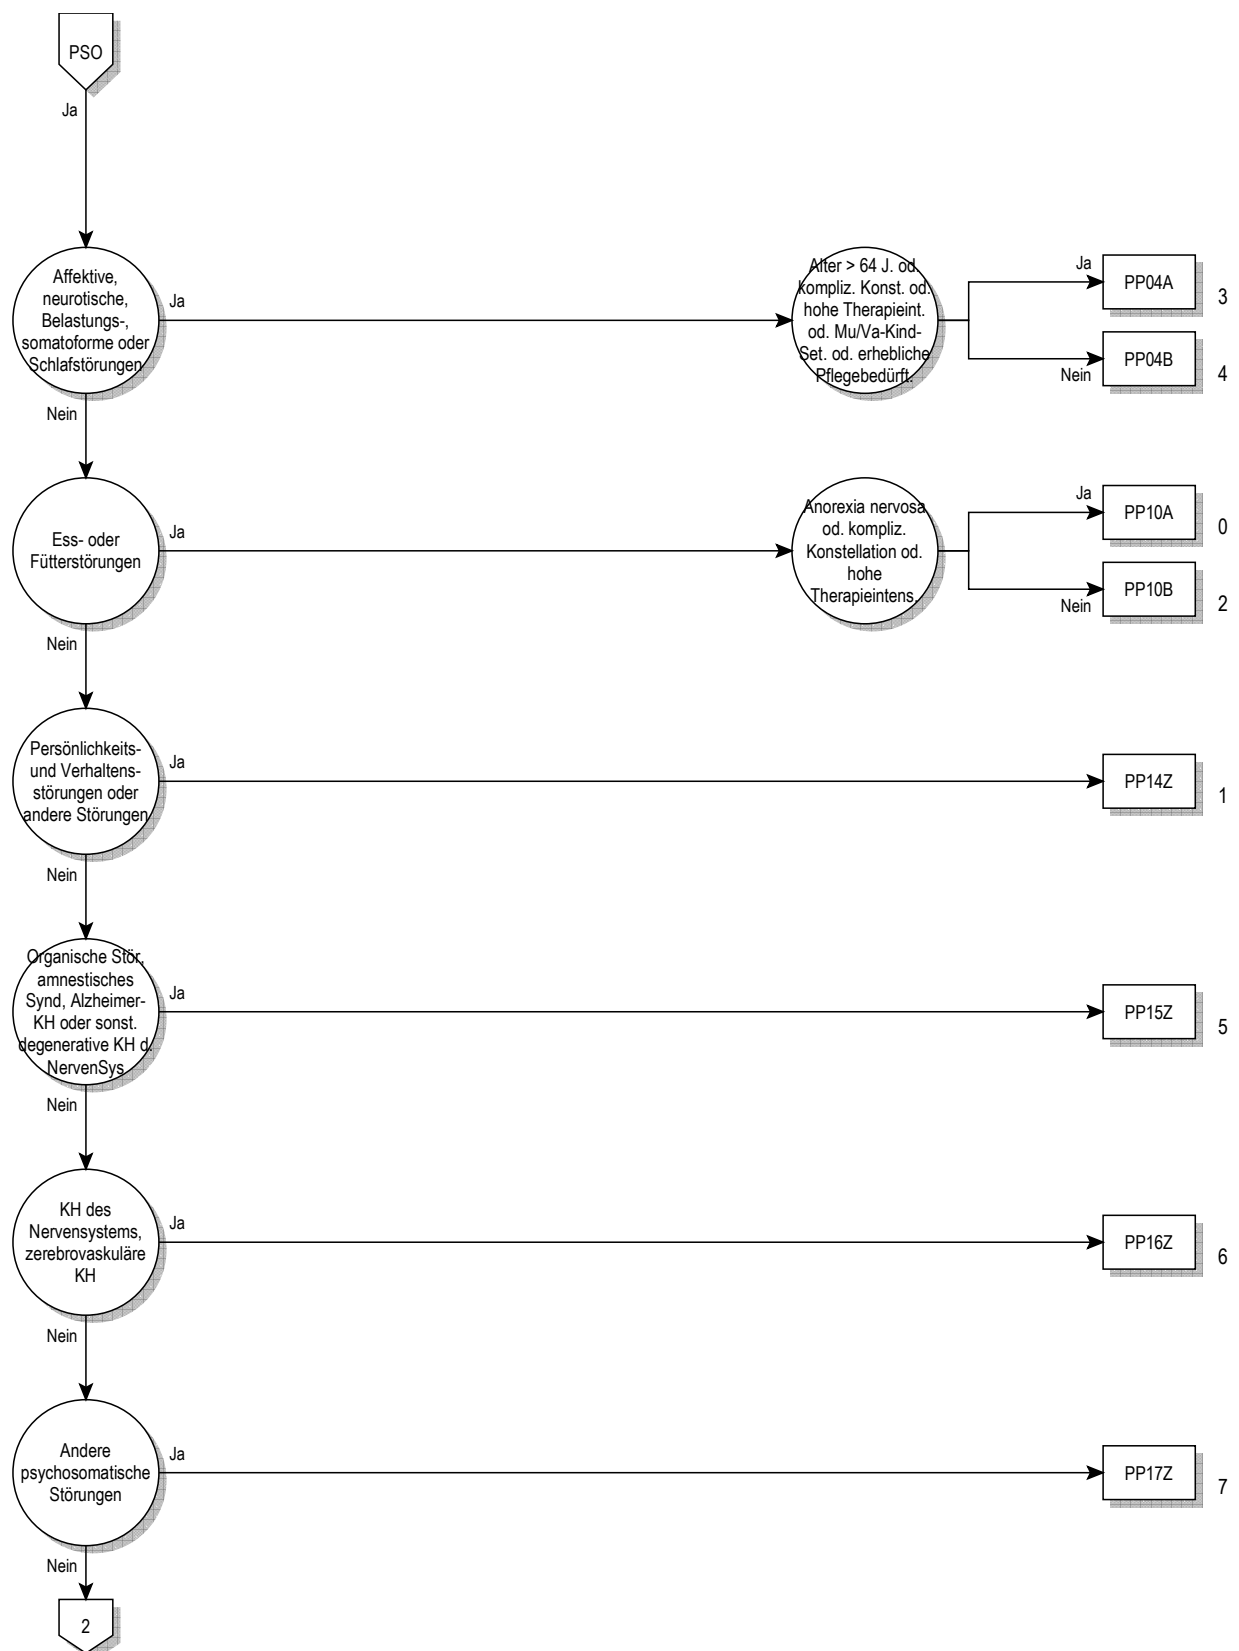 PSO
Ja
Affektive,
neurotische,
Belastungs-,
somatoforme oder
Schlafstörungen
Ja
Alter > 64 J. od.
kompliz. Konst. od.
hohe Therapieint.
od. Mu/Va-Kind-
Set. od. erhebliche
Pflegebedürft.
Ja
PP04A
3
Nein
PP04B
4
Nein
Ess- oder
Fütterstörungen
Ja
Anorexia nervosa
od. kompliz.
Konstellation od.
hohe
Therapieintens.
Ja
PP10A
0
Nein
PP10B
2
Nein
Persönlichkeits-
und Verhaltens-
störungen oder
andere Störungen
Ja
PP14Z
1
Nein
Organische Stör,
amnestisches
Synd, Alzheimer-
KH oder sonst.
degenerative KH d.
NervenSys
Ja
PP15Z
5
Nein
KH des
Nervensystems,
zerebrovaskuläre
KH
Ja
PP16Z
6
Nein
Andere
psychosomatische
Störungen
Ja
PP17Z
7
Nein
2